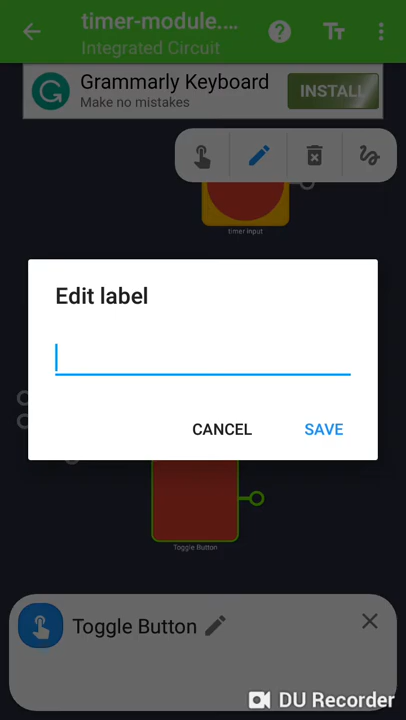 timer-module....
Integrated Circuit
Grammarly Keyboard
Make no mistakes
INSTALL
timer input
Edit label
CANCEL
SAVE
Toggle Button
Toggle Button
DU Recorder